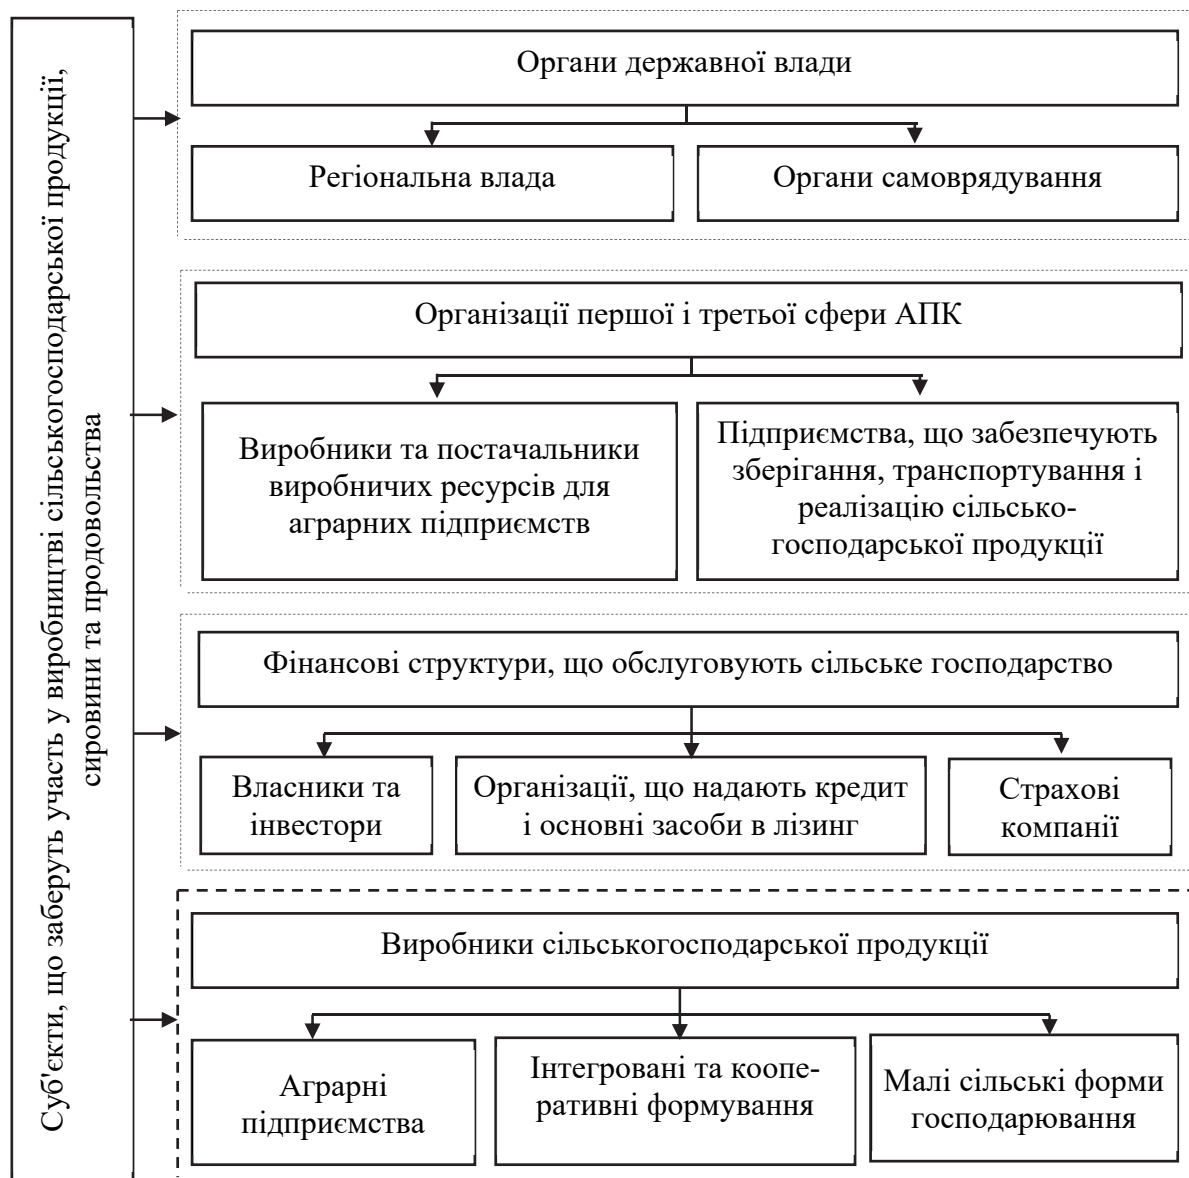 Суб'єкти, що заберуть участь у виробництві сільськогосподарської продукції,
сировини та продовольства
Органи державної влади
Регіональна влада
Органи самоврядування
Організації першої і третьої сфери АПК
Виробники та постачальники
виробничих ресурсів для
аграрних підприємств
Підприємства, що забезпечують
зберігання, транспортування і
реалізацію сільсько-
господарської продукції
Фінансові структури, що обслуговують сільське господарство
Власники та
інвестори
Організації, що надають кредит
і основні засоби в лізинг
Страхові
компанії
Виробники сільськогосподарської продукції
Аграрні
підприємства
Інтегровані та коопе-
ративні формування
Малі сільські форми
господарювання